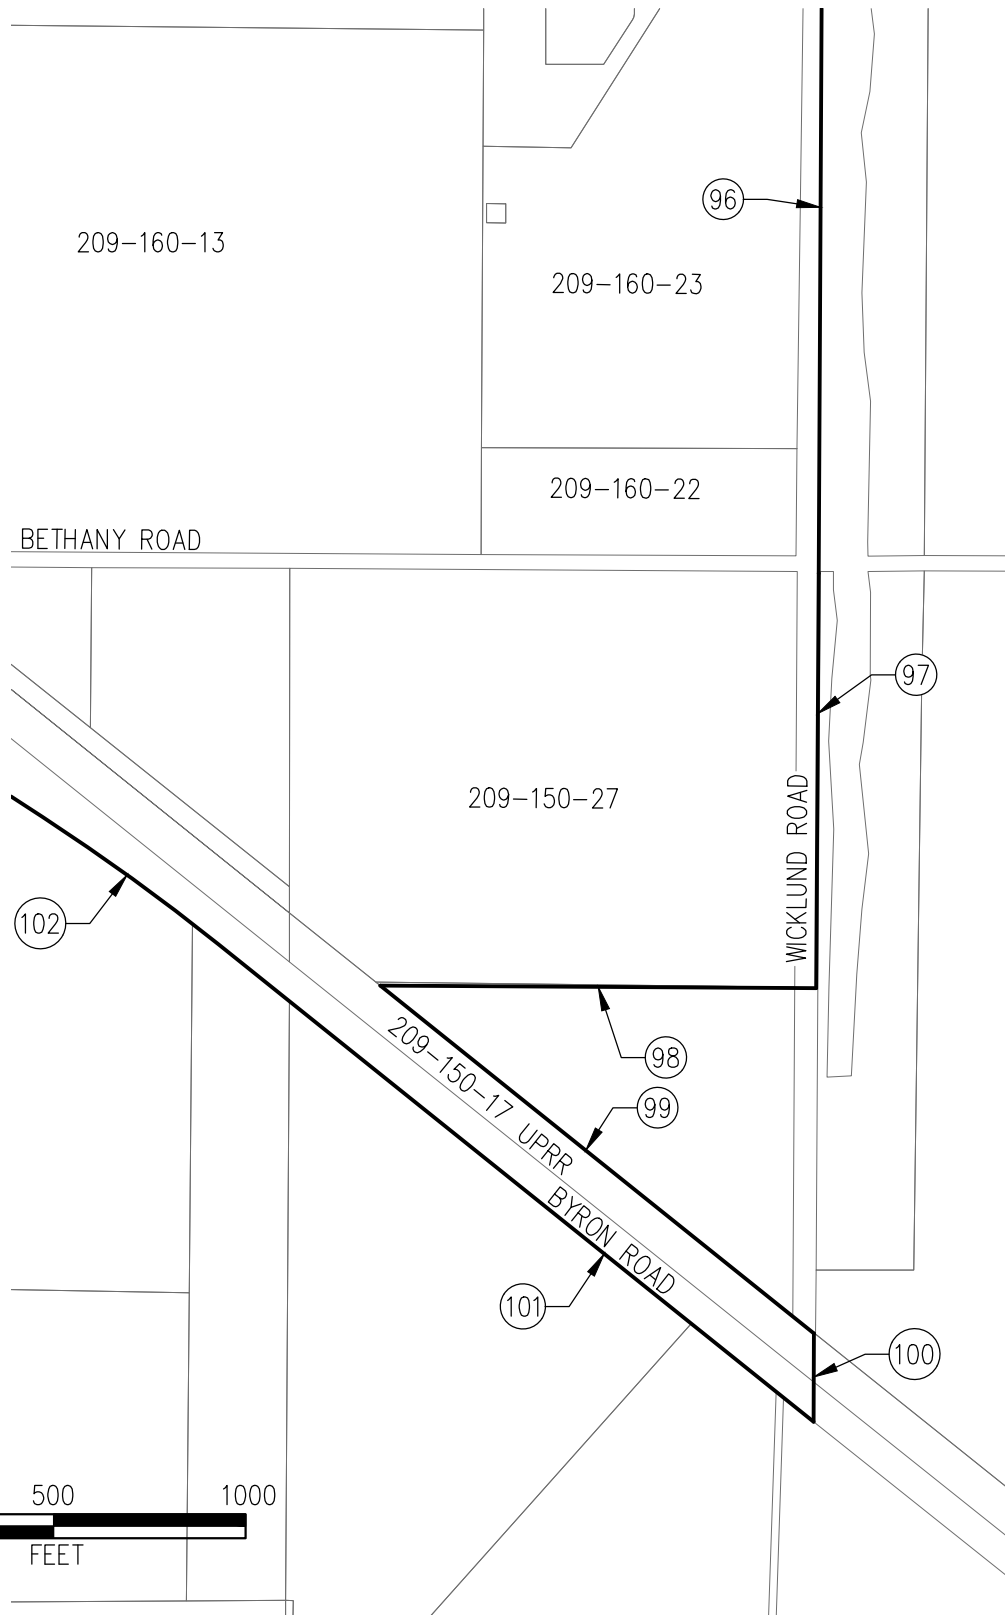 96
209-160-13
209-160-23
209-160-22
BETHANY ROAD
97
209-150-27
WICKLUND ROAD
102
98
209-150-17 UPRR
99
BYRON ROAD
101
100
500 1000
FEET